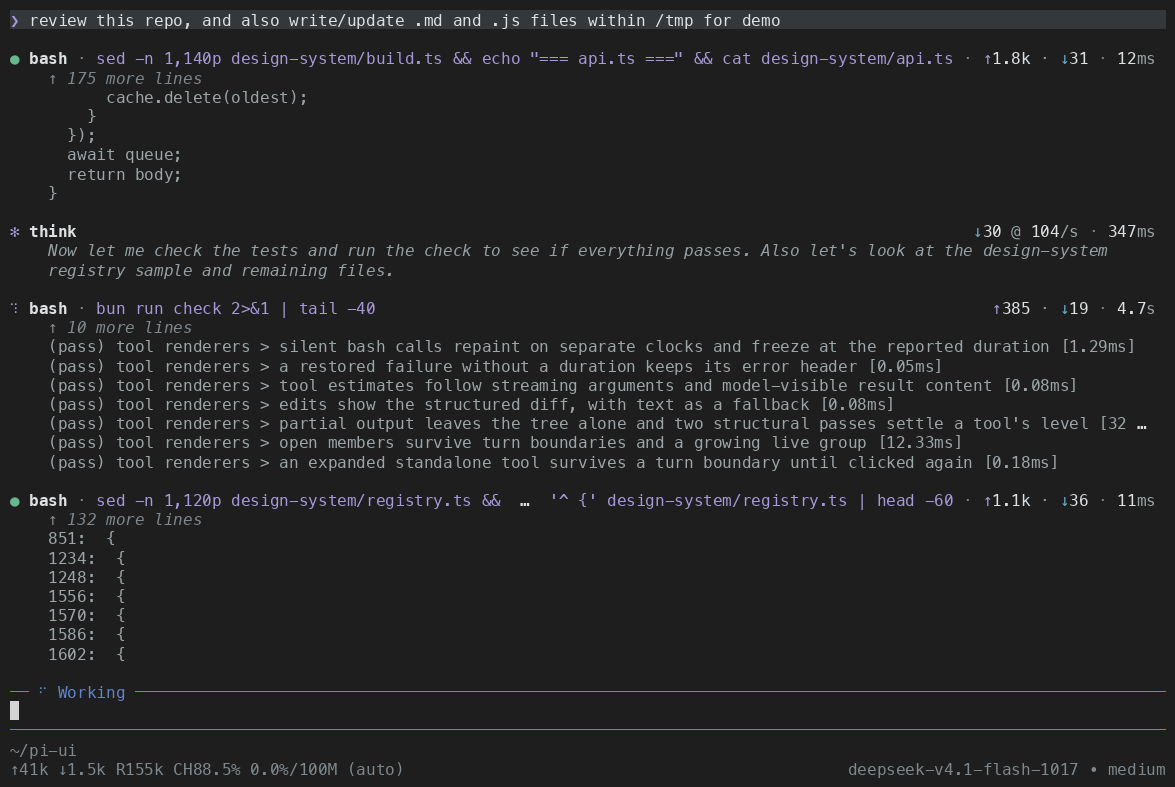 ❯ review this repo, and also write/update .md and .js files within /tmp for demo
● bash · sed -n 1,140p design-system/build.ts && echo "=== api.ts ===" && cat design-system/api.ts · ↑1.8k · ↓31 · 12ms
↑ 175 more lines
cache.delete(oldest);
}
});
await queue;
return body;
}
✻ think ↓30 @ 104/s · 347ms
Now let me check the tests and run the check to see if everything passes. Also let's look at the design-system
registry sample and remaining files.
⠹ bash · bun run check 2>&1 | tail -40 ↑385 · ↓19 · 4.7s
↑ 10 more lines
(pass) tool renderers > silent bash calls repaint on separate clocks and freeze at the reported duration [1.29ms]
(pass) tool renderers > a restored failure without a duration keeps its error header [0.05ms]
(pass) tool renderers > tool estimates follow streaming arguments and model-visible result content [0.08ms]
(pass) tool renderers > edits show the structured diff, with text as a fallback [0.08ms]
(pass) tool renderers > partial output leaves the tree alone and two structural passes settle a tool's level [32 …
(pass) tool renderers > open members survive turn boundaries and a growing live group [12.33ms]
(pass) tool renderers > an expanded standalone tool survives a turn boundary until clicked again [0.18ms]
● bash · sed -n 1,120p design-system/registry.ts && … '^ {' design-system/registry.ts | head -60 · ↑1.1k · ↓36 · 11ms
↑ 132 more lines
851: {
1234: {
1248: {
1556: {
1570: {
1586: {
1602: {
⠋ Working
~/pi-ui
↑41k ↓1.5k R155k CH88.5% 0.0%/100M (auto) deepseek-v4.1-flash-1017 • medium